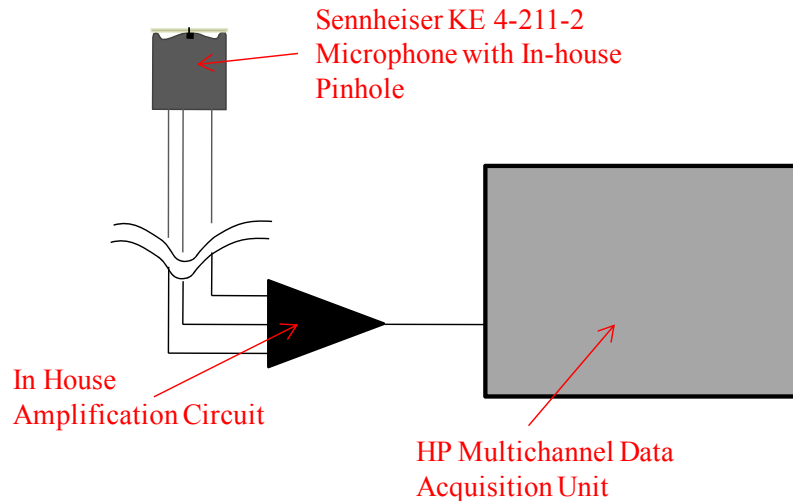 Sennheiser KE 4-211-2
Microphone with In-house
Pinhole
In House
Amplification Circuit
HP Multichannel Data
Acquisition Unit